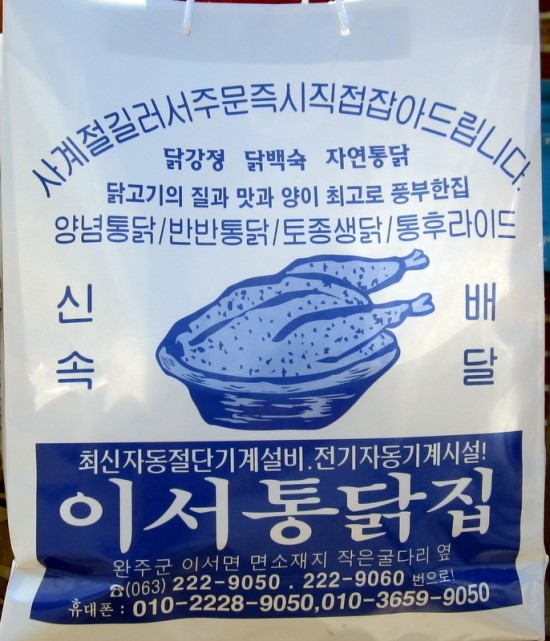 사계절길러서주문즉시직접잡아드립니다.
닭강정 닭백숙 자연통닭
닭고기의 질과 맛과 양이 최고로 풍부한집
양념통닭/반반통닭/토종생닭/통후라이드
신속 배달
최신자동절단기계설비.전기자동기계시설!
이서통닭집
완주군 이서면 면소재지 작은굴다리 옆
☎(063) 222-9050 . 222-9060 번으로!
휴대폰 : 010-2228-9050,010-3659-9050